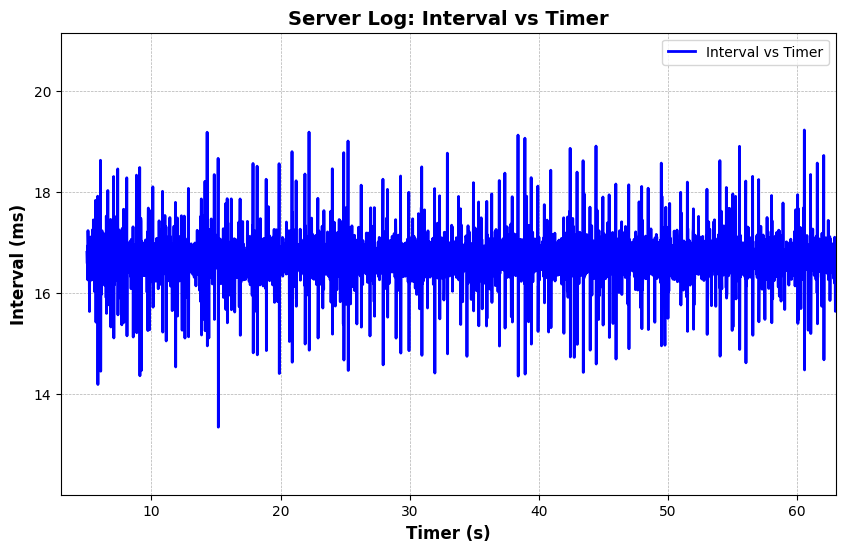 Server Log: Interval vs Timer
Interval vs Timer
20
18
16
14
Interval (ms)
10
20
30
40
50
60
Timer (s)